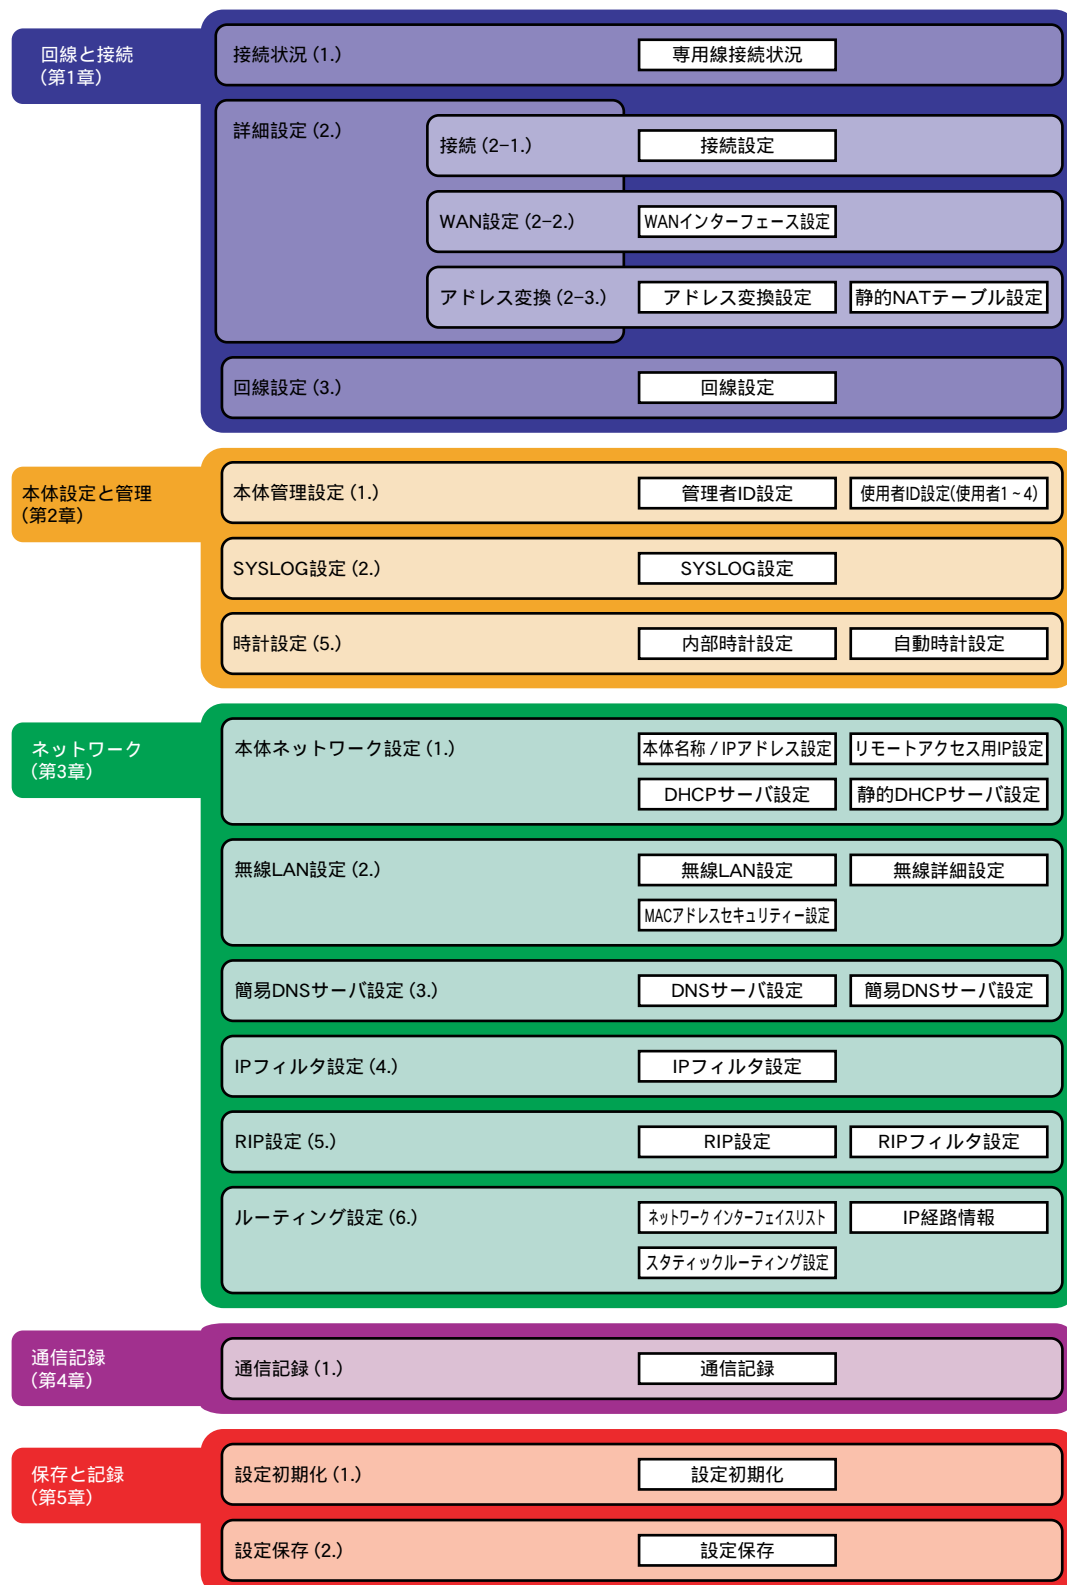 回線と接続
(第1章)
接続状況 (1.)
専用線接続状況
詳細設定 (2.)
接続 (2-1.)
接続設定
WAN設定 (2-2.)
WANインターフェース設定
アドレス変換 (2-3.)
アドレス変換設定
静的NATテーブル設定
回線設定 (3.)
回線設定
本体設定と管理
(第2章)
本体管理設定 (1.)
管理者ID設定
使用者ID設定(使用者1~4)
SYSLOG設定 (2.)
SYSLOG設定
時計設定 (5.)
内部時計設定
自動時計設定
ネットワーク
(第3章)
本体ネットワーク設定 (1.)
本体名称 / IPアドレス設定
リモートアクセス用IP設定
DHCPサーバ設定
静的DHCPサーバ設定
無線LAN設定 (2.)
無線LAN設定
無線詳細設定
MACアドレスセキュリティー設定
簡易DNSサーバ設定 (3.)
DNSサーバ設定
簡易DNSサーバ設定
IPフィルタ設定 (4.)
IPフィルタ設定
RIP設定 (5.)
RIP設定
RIPフィルタ設定
ルーティング設定 (6.)
ネットワーク インターフェイスリスト
IP経路情報
スタティックルーティング設定
通信記録
(第4章)
通信記録 (1.)
通信記録
保存と記録
(第5章)
設定初期化 (1.)
設定初期化
設定保存 (2.)
設定保存